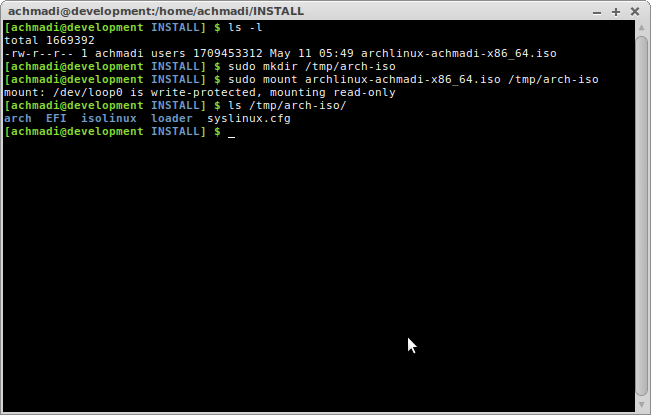 achmadi@development:/home/achmadi/INSTALL
[achmadi@development INSTALL] $ ls -l
total 1669392
-rw-r--r-- 1 achmadi users 1709453312 May 11 05:49 archlinux-achmadi-x86_64.iso
[achmadi@development INSTALL] $ sudo mkdir /tmp/arch-iso
[achmadi@development INSTALL] $ sudo mount archlinux-achmadi-x86_64.iso /tmp/arch-iso
mount: /dev/loop0 is write-protected, mounting read-only
[achmadi@development INSTALL] $ ls /tmp/arch-iso/
arch  EFI  isolinux  loader  syslinux.cfg
[achmadi@development INSTALL] $ _